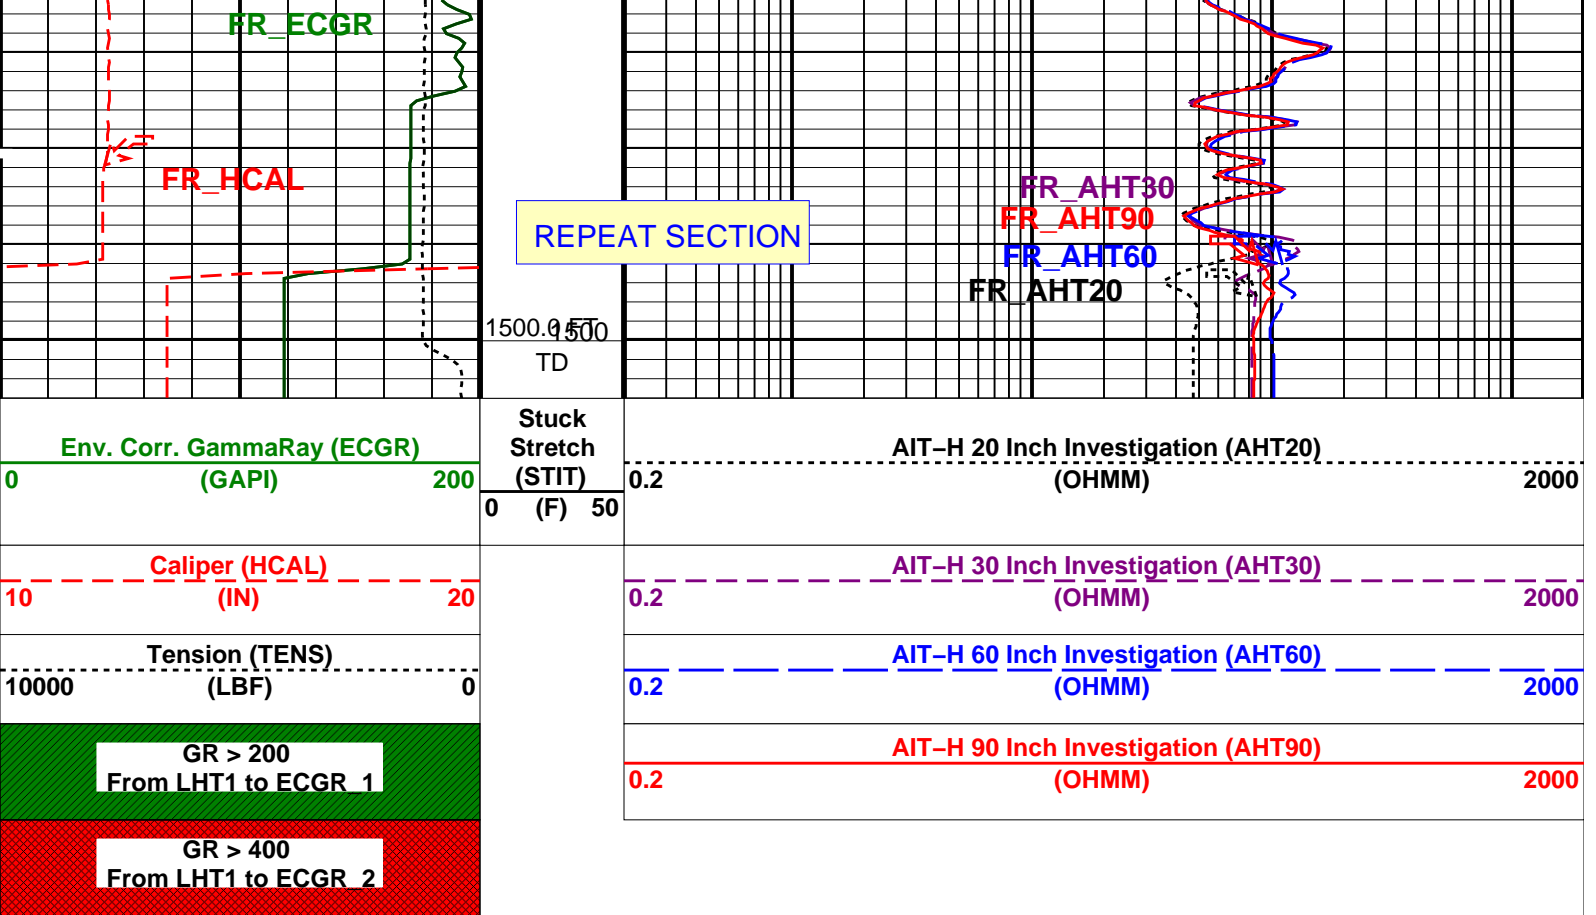 FR_ECGR
FR_HCAL
REPEAT SECTION
FR_AHT30
FR_AHT90
FR_AHT60
FR_AHT20
1500.0 FT
1500
TD
Env. Corr. GammaRay (ECGR)
0 (GAPI) 200
Stuck
Stretch
(STIT)
0 (F) 50
AIT−H 20 Inch Investigation (AHT20)
0.2 (OHMM) 2000
Caliper (HCAL)
10 (IN) 20
AIT−H 30 Inch Investigation (AHT30)
0.2 (OHMM) 2000
Tension (TENS)
10000 (LBF) 0
AIT−H 60 Inch Investigation (AHT60)
0.2 (OHMM) 2000
GR > 200
From LHT1 to ECGR_1
AIT−H 90 Inch Investigation (AHT90)
0.2 (OHMM) 2000
GR > 400
From LHT1 to ECGR_2